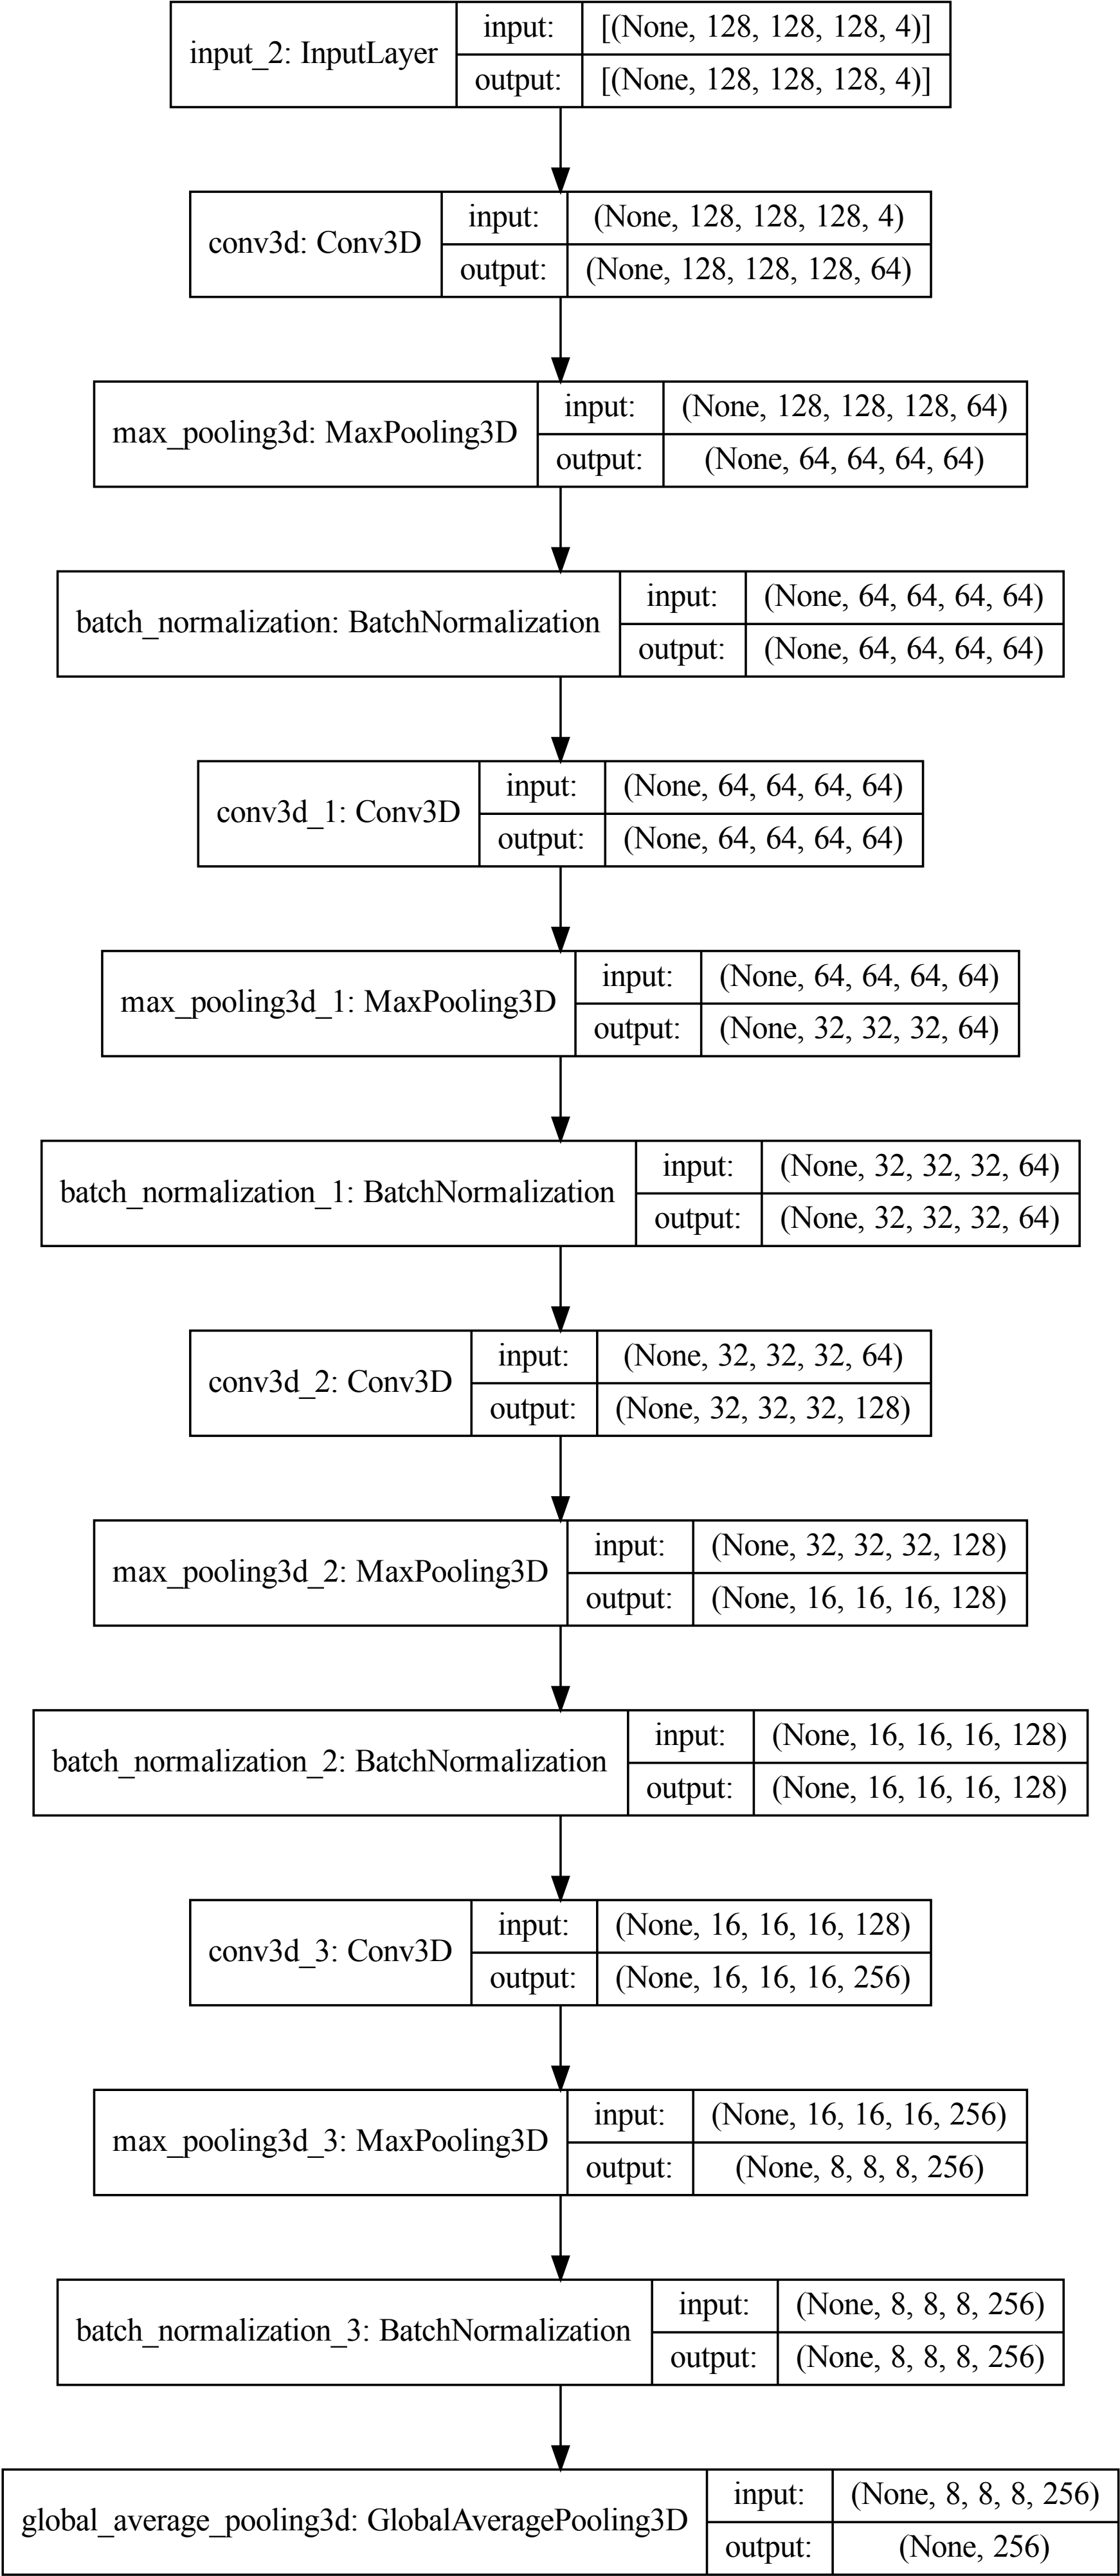 input_2: InputLayer
input: [(None, 128, 128, 128, 4)]
output: [(None, 128, 128, 128, 4)]
conv3d: Conv3D
input: (None, 128, 128, 128, 4)
output: (None, 128, 128, 128, 64)
max_pooling3d: MaxPooling3D
input: (None, 128, 128, 128, 64)
output: (None, 64, 64, 64, 64)
batch_normalization: BatchNormalization
input: (None, 64, 64, 64, 64)
output: (None, 64, 64, 64, 64)
conv3d_1: Conv3D
input: (None, 64, 64, 64, 64)
output: (None, 64, 64, 64, 64)
max_pooling3d_1: MaxPooling3D
input: (None, 64, 64, 64, 64)
output: (None, 32, 32, 32, 64)
batch_normalization_1: BatchNormalization
input: (None, 32, 32, 32, 64)
output: (None, 32, 32, 32, 64)
conv3d_2: Conv3D
input: (None, 32, 32, 32, 64)
output: (None, 32, 32, 32, 128)
max_pooling3d_2: MaxPooling3D
input: (None, 32, 32, 32, 128)
output: (None, 16, 16, 16, 128)
batch_normalization_2: BatchNormalization
input: (None, 16, 16, 16, 128)
output: (None, 16, 16, 16, 128)
conv3d_3: Conv3D
input: (None, 16, 16, 16, 128)
output: (None, 16, 16, 16, 256)
max_pooling3d_3: MaxPooling3D
input: (None, 16, 16, 16, 256)
output: (None, 8, 8, 8, 256)
batch_normalization_3: BatchNormalization
input: (None, 8, 8, 8, 256)
output: (None, 8, 8, 8, 256)
global_average_pooling3d: GlobalAveragePooling3D
input: (None, 8, 8, 8, 256)
output: (None, 256)